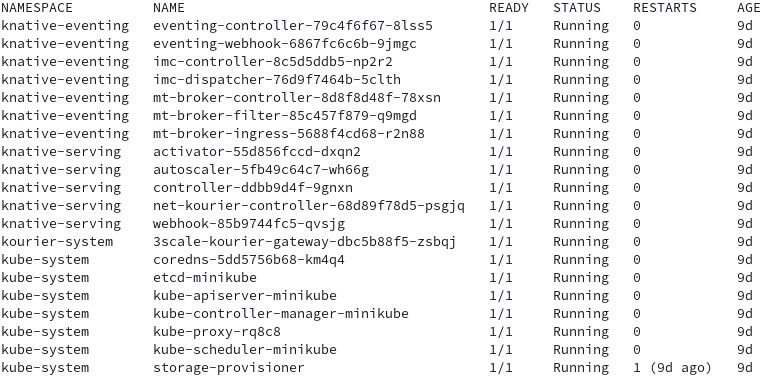 NAMESPACE NAME READY STATUS RESTARTS AGE
knative-eventing eventing-controller-79c4f6f67-8lss5 1/1 Running 0 9d
knative-eventing eventing-webhook-6867fc6c6b-9jmgc 1/1 Running 0 9d
knative-eventing imc-controller-8c5d5ddb5-np2r2 1/1 Running 0 9d
knative-eventing imc-dispatcher-76d9f7464b-5clth 1/1 Running 0 9d
knative-eventing mt-broker-controller-8d8f8d48f-78xsn 1/1 Running 0 9d
knative-eventing mt-broker-filter-85c457f879-q9mgd 1/1 Running 0 9d
knative-eventing mt-broker-ingress-5688f4cd68-r2n88 1/1 Running 0 9d
knative-serving activator-55d856fccd-dxqn2 1/1 Running 0 9d
knative-serving autoscaler-5fb49c64c7-wh66g 1/1 Running 0 9d
knative-serving controller-ddbb9d4f-9gnxn 1/1 Running 0 9d
knative-serving net-kourier-controller-68d89f78d5-psgjq 1/1 Running 0 9d
knative-serving webhook-85b9744fc5-qvsjg 1/1 Running 0 9d
kourier-system 3scale-kourier-gateway-dbc5b88f5-zsbqj 1/1 Running 0 9d
kube-system coredns-5dd5756b68-km4q4 1/1 Running 0 9d
kube-system etcd-minikube 1/1 Running 0 9d
kube-system kube-apiserver-minikube 1/1 Running 0 9d
kube-system kube-controller-manager-minikube 1/1 Running 0 9d
kube-system kube-proxy-rq8c8 1/1 Running 0 9d
kube-system kube-scheduler-minikube 1/1 Running 0 9d
kube-system storage-provisioner 1/1 Running 1 (9d ago) 9d